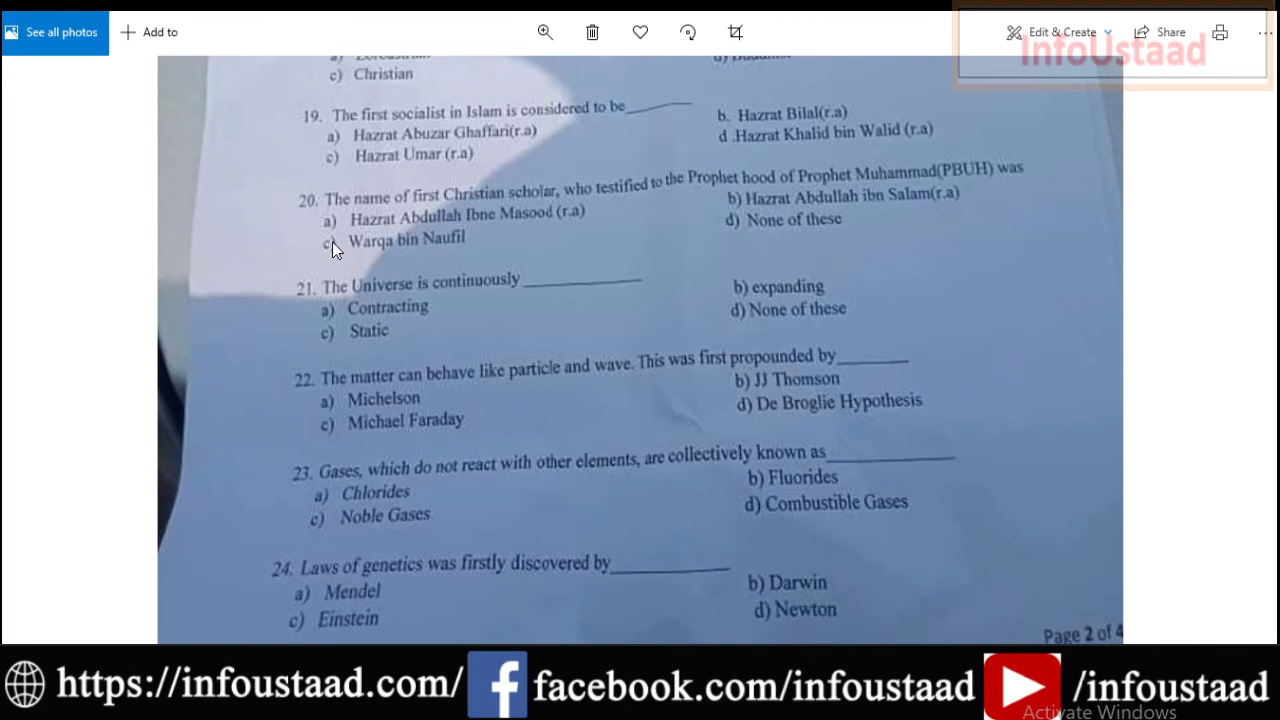 See all photos
Add to
Edit & Create
Share
InfoUstaad
c) Christian
19. The first socialist in Islam is considered to be______
a) Hazrat Abuzar Ghaffari(r.a)
b. Hazrat Bilal(r.a)
c) Hazrat Umar (r.a)
d .Hazrat Khalid bin Walid (r.a)
20. The name of first Christian scholar, who testified to the Prophet hood of Prophet Muhammad(PBUH) was
a) Hazrat Abdullah Ibne Masood (r.a)
b) Hazrat Abdullah ibn Salam(r.a)
c) Warqa bin Naufil
d) None of these
21. The Universe is continuously ____________
a) Contracting
b) expanding
c) Static
d) None of these
22. The matter can behave like particle and wave. This was first propounded by_______
a) Michelson
b) JJ Thomson
c) Michael Faraday
d) De Broglie Hypothesis
23. Gases, which do not react with other elements, are collectively known as____________
a) Chlorides
b) Fluorides
c) Noble Gases
d) Combustible Gases
24. Laws of genetics was firstly discovered by____________
a) Mendel
b) Darwin
c) Einstein
d) Newton
Page 2 of 4
https://infoustaad.com/
facebook.com/infoustaad
/infoustaad
Activate Windows